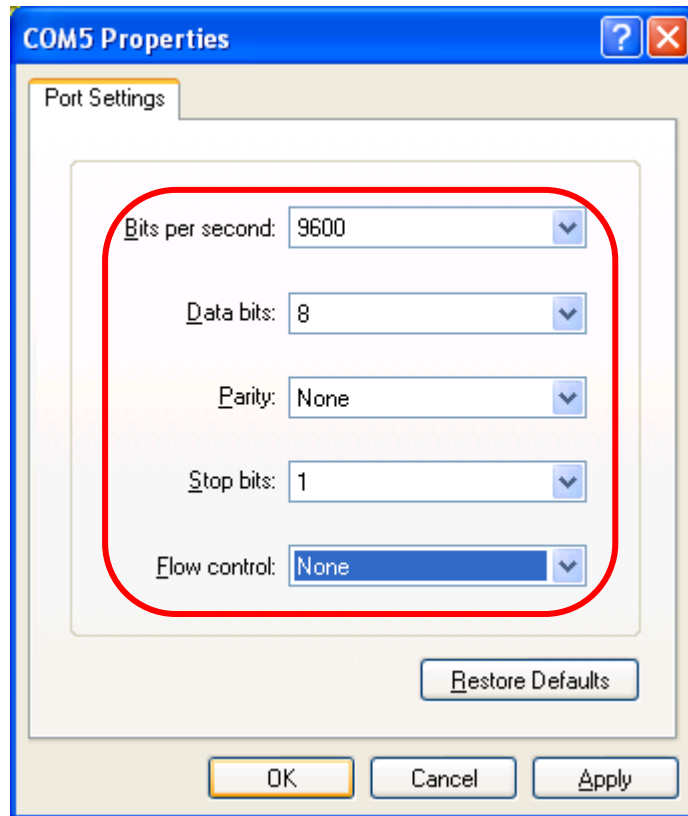 COM5 Properties
Port Settings
Bits per second: 9600
Data bits: 8
Parity: None
Stop bits: 1
Flow control: None
Restore Defaults
OK Cancel Apply